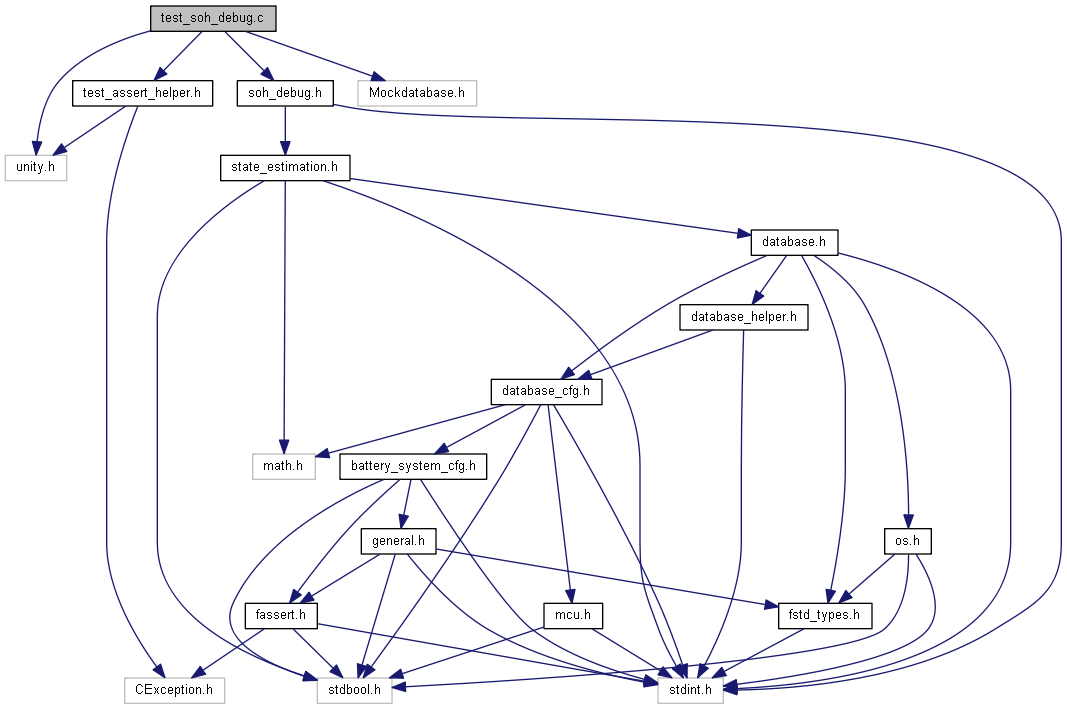 test_soh_debug.c
test_assert_helper.h
soh_debug.h
Mockdatabase.h
unity.h
state_estimation.h
database.h
database_helper.h
database_cfg.h
math.h
battery_system_cfg.h
general.h
os.h
fassert.h
mcu.h
fstd_types.h
CException.h
stdbool.h
stdint.h